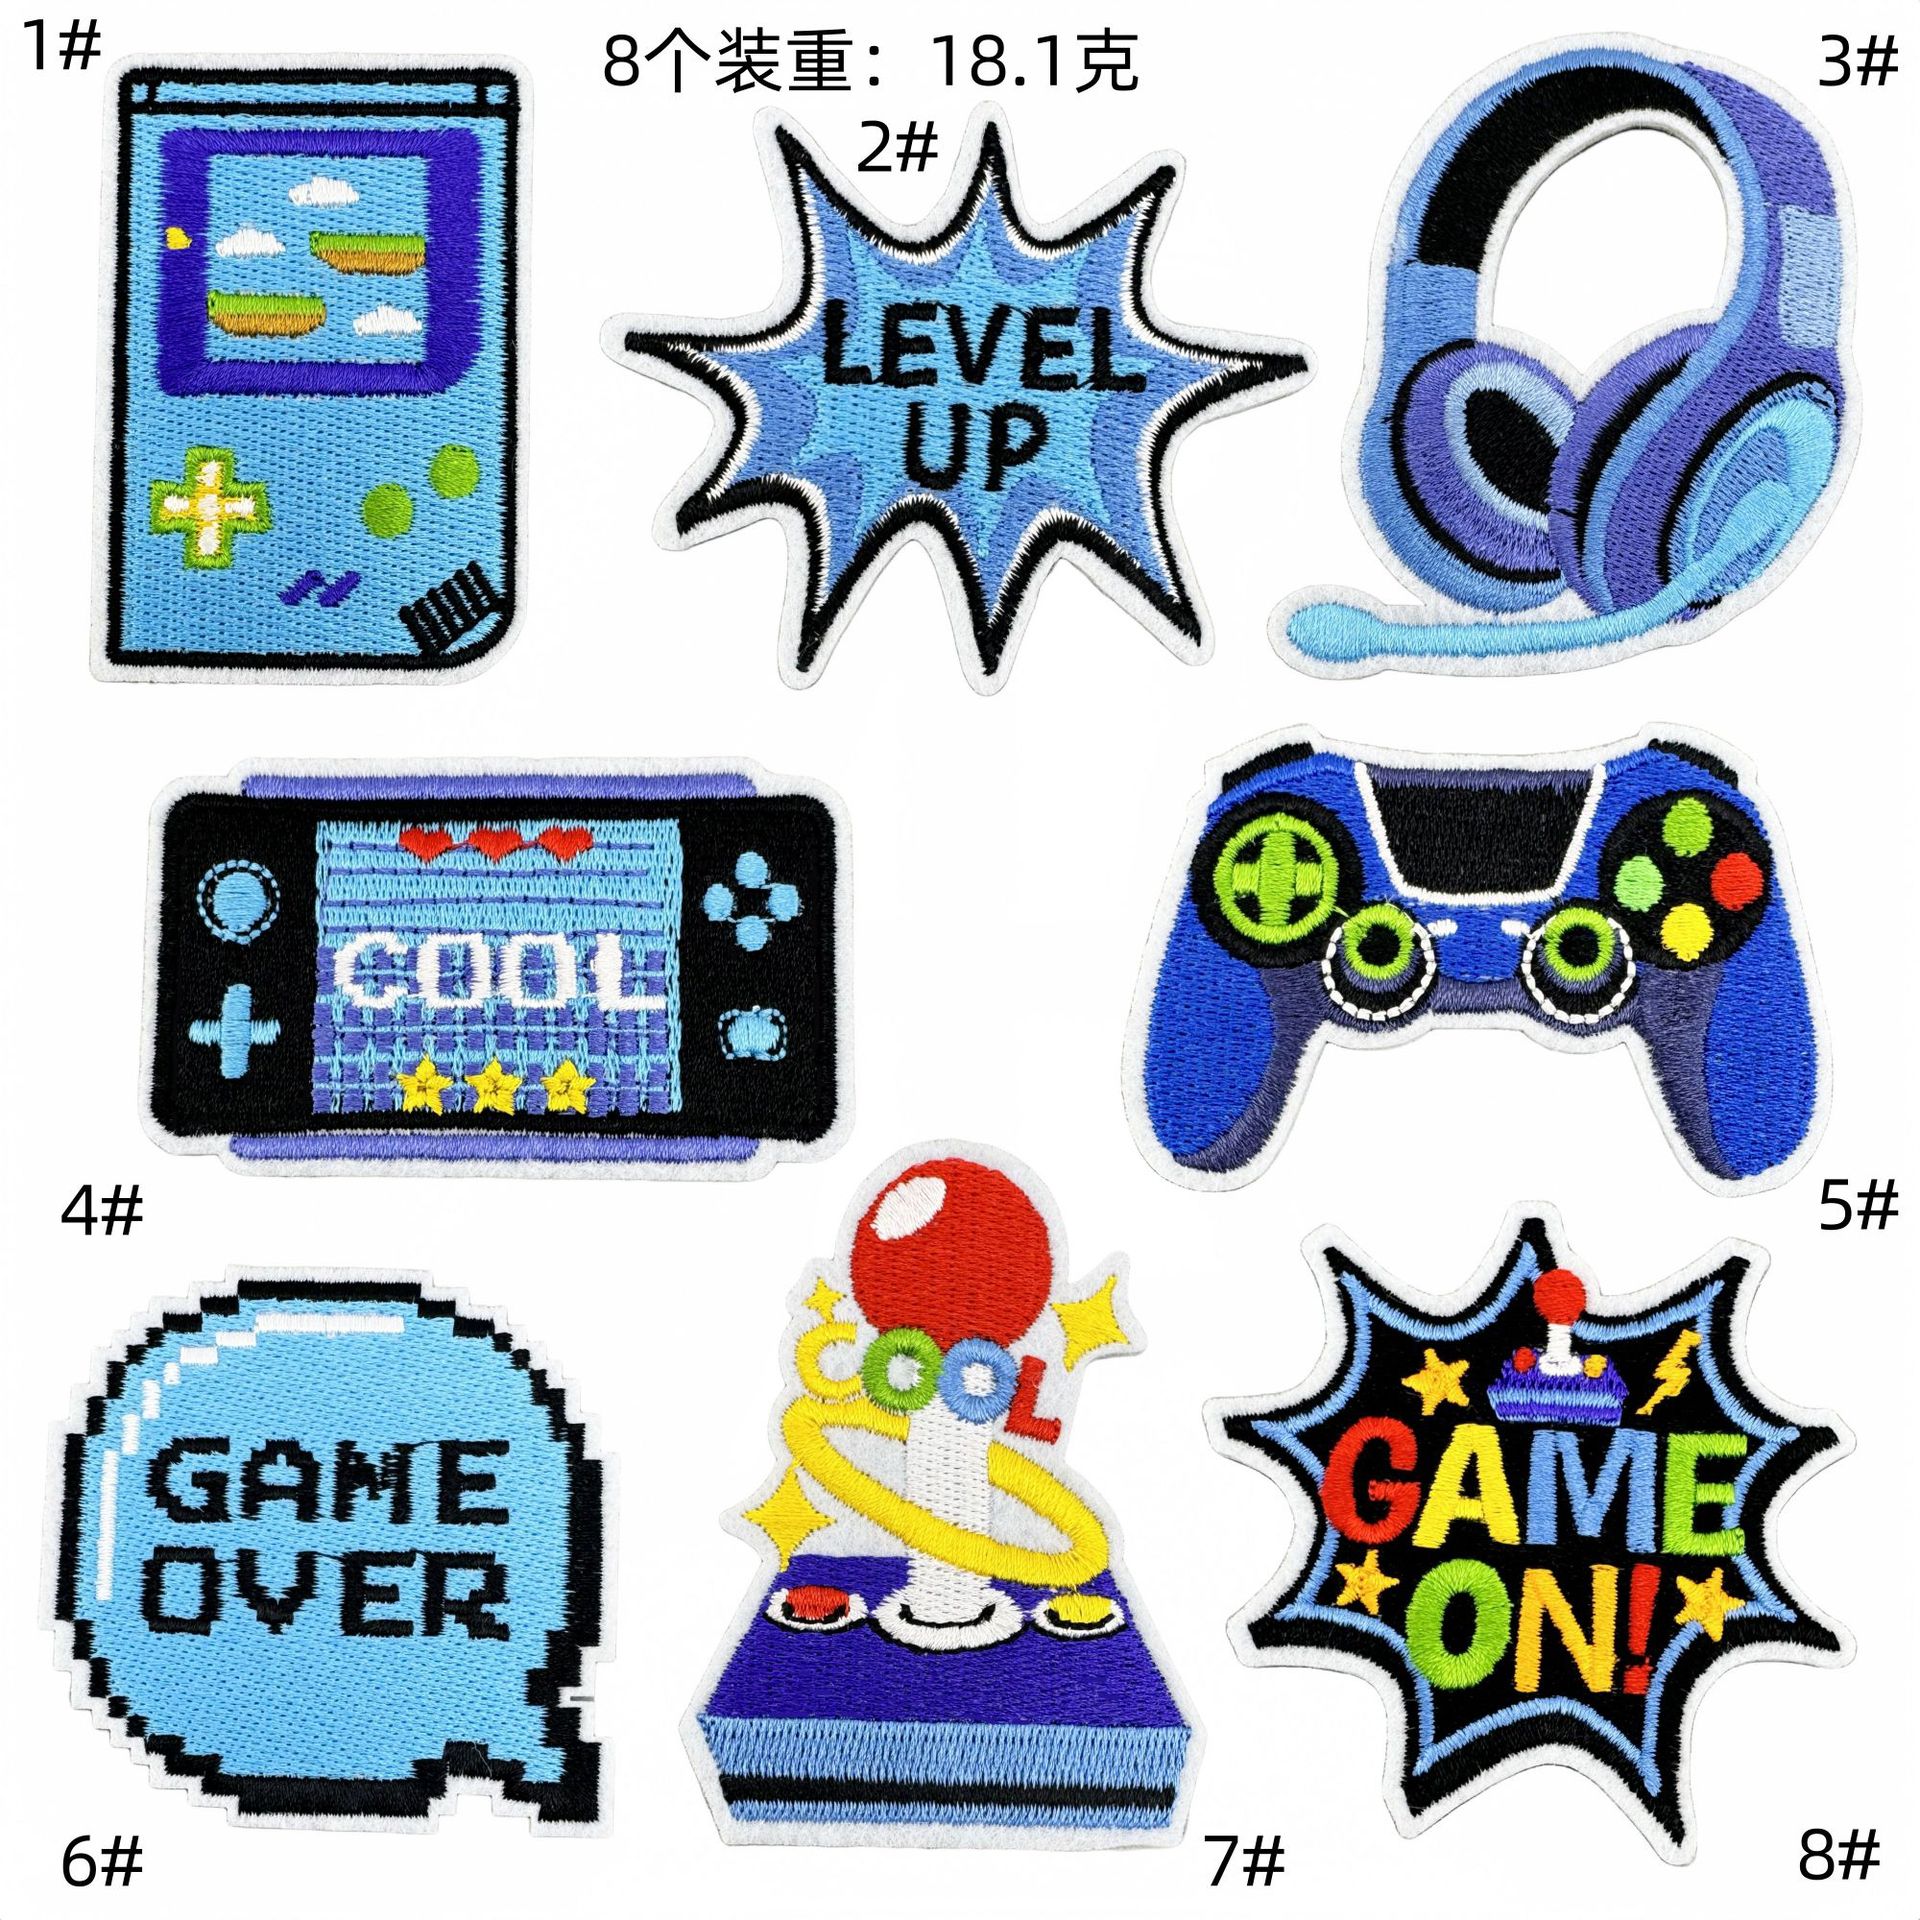 1#
8个装重：18.1克
2#
3#
LEVEL
UP
COOL
4#
5#
GAME
OVER
COOL
GAME
ON!
6#
7#
8#